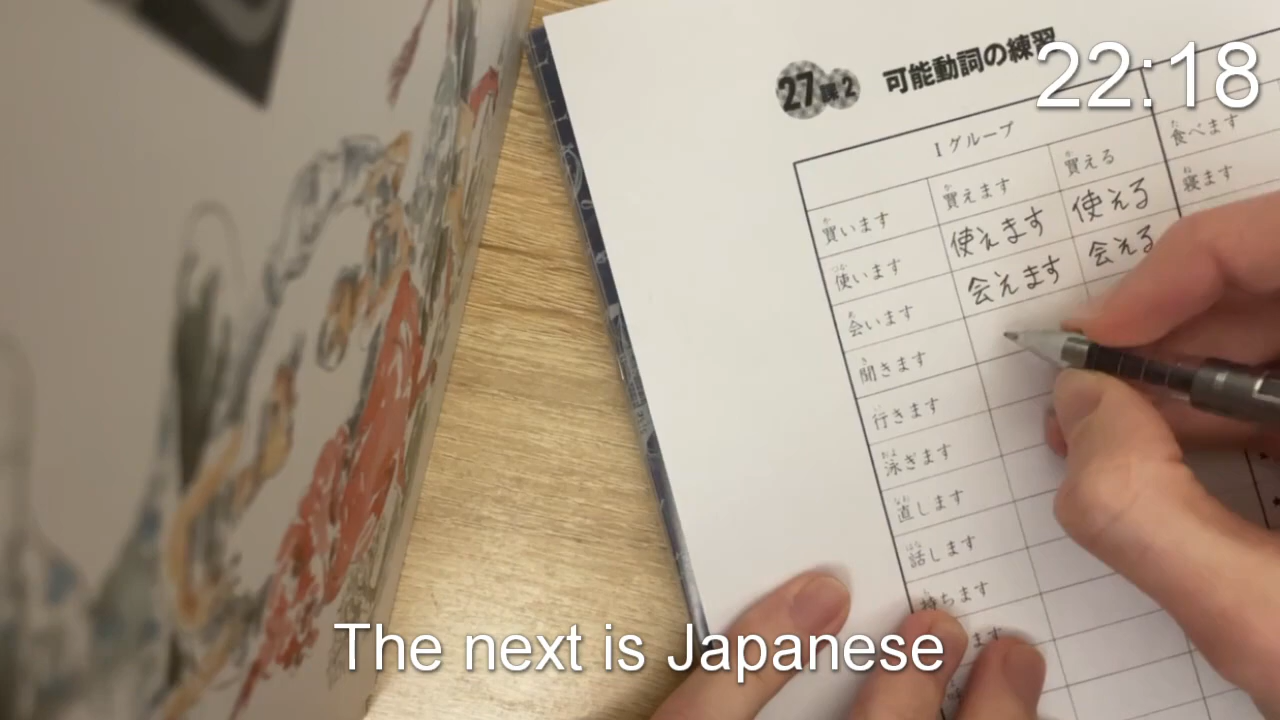 22:18
27課2 可能動詞の練習
Iグループ
買います 買えます 買える 食べます
使います 使えます 使える 寝ます
会います 会えます 会える
聞きます
行きます
泳ぎます
直します
話します
持ちます
ます
The next is Japanese